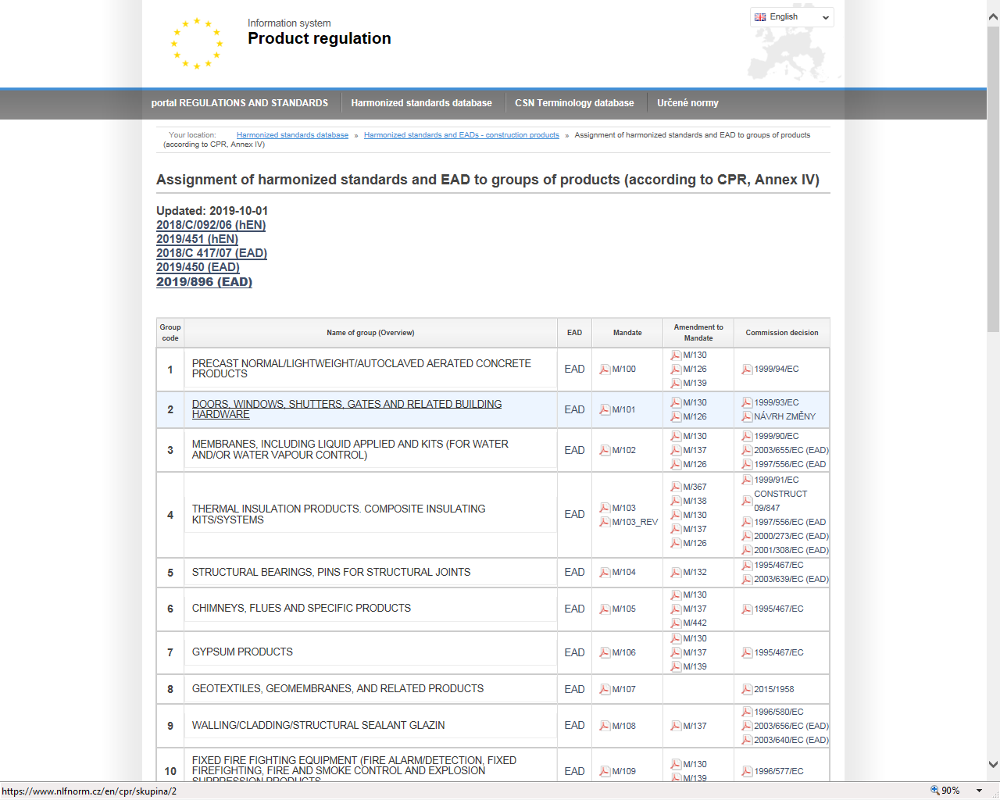 Information system
Product regulation
English
portal REGULATIONS AND STANDARDS
Harmonized standards database
CSN Terminology database
Určené normy
Your location: Harmonized standards database » Harmonized standards and EADs - construction products » Assignment of harmonized standards and EAD to groups of products
(according to CPR, Annex IV)
Assignment of harmonized standards and EAD to groups of products (according to CPR, Annex IV)
Updated: 2019-10-01
2018/C/092/06 (hEN)
2019/451 (hEN)
2018/C 417/07 (EAD)
2019/450 (EAD)
2019/896 (EAD)
Group code
Name of group (Overview)
EAD
Mandate
Amendment to Mandate
Commission decision
1
PRECAST NORMAL/LIGHTWEIGHT/AUTOCLAVED AERATED CONCRETE
PRODUCTS
EAD
M/100
M/130
M/126
M/139
1999/94/EC
2
DOORS, WINDOWS, SHUTTERS, GATES AND RELATED BUILDING
HARDWARE
EAD
M/101
M/130
M/126
1999/93/EC
NÁVRH ZMĚNY
3
MEMBRANES, INCLUDING LIQUID APPLIED AND KITS (FOR WATER
AND/OR WATER VAPOUR CONTROL)
EAD
M/102
M/130
M/137
M/126
1999/90/EC
2003/655/EC (EAD)
1997/556/EC (EAD
4
THERMAL INSULATION PRODUCTS. COMPOSITE INSULATING
KITS/SYSTEMS
EAD
M/103
M/103_REV
M/367
M/138
M/130
M/137
M/126
1999/91/EC
CONSTRUCT
09/847
1997/556/EC (EAD
2000/273/EC (EAD)
2001/308/EC (EAD)
5
STRUCTURAL BEARINGS, PINS FOR STRUCTURAL JOINTS
EAD
M/104
M/132
1995/467/EC
2003/639/EC (EAD)
6
CHIMNEYS, FLUES AND SPECIFIC PRODUCTS
EAD
M/105
M/130
M/137
M/442
1995/467/EC
7
GYPSUM PRODUCTS
EAD
M/106
M/130
M/137
M/139
1995/467/EC
8
GEOTEXTILES, GEOMEMBRANES, AND RELATED PRODUCTS
EAD
M/107
2015/1958
9
WALLING/CLADDING/STRUCTURAL SEALANT GLAZIN
EAD
M/108
M/137
1996/580/EC
2003/656/EC (EAD)
2003/640/EC (EAD)
10
FIXED FIRE FIGHTING EQUIPMENT (FIRE ALARM/DETECTION, FIXED
FIREFIGHTING, FIRE AND SMOKE CONTROL AND EXPLOSION
SUPPRESSION PRODUCTS
EAD
M/109
M/130
M/139
1996/577/EC
https://www.nlfnorm.cz/en/cpr/skupina/2
90%